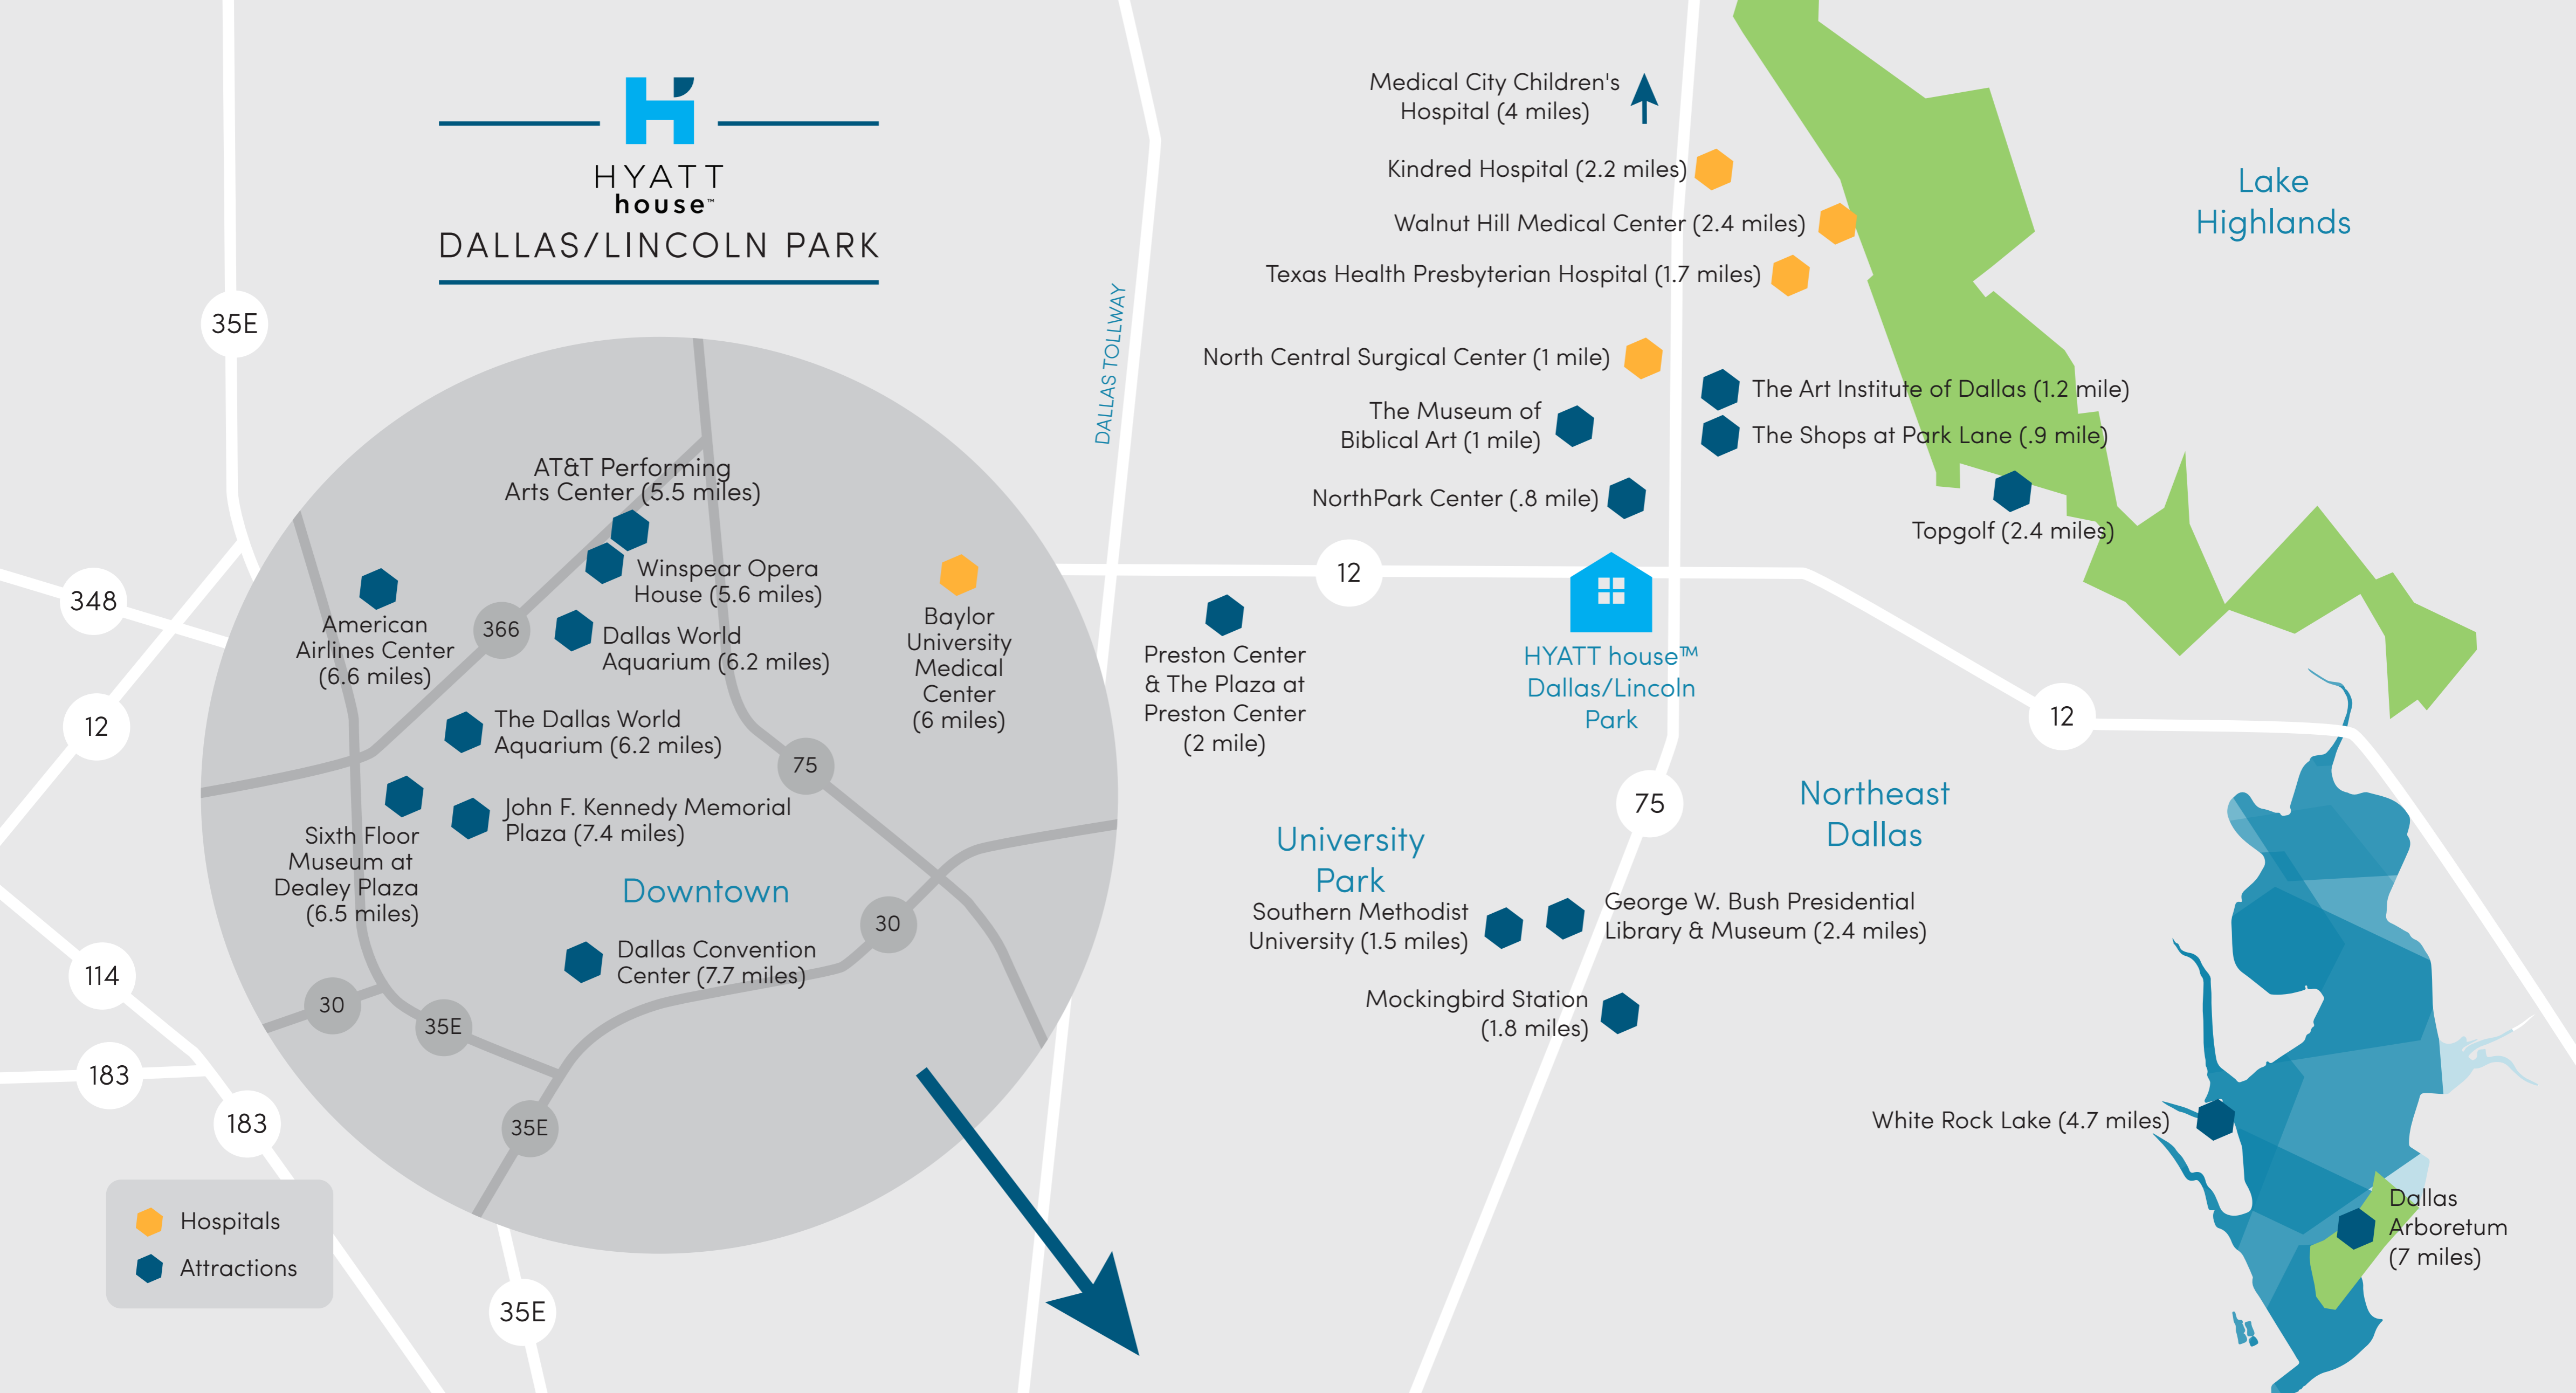 HYATT
house™
DALLAS/LINCOLN PARK
35E
348
12
114
183
183
35E
Hospitals
Attractions
AT&T Performing
Arts Center (5.5 miles)
Winspear Opera
House (5.6 miles)
American
Airlines Center
(6.6 miles)
366
Dallas World
Aquarium (6.2 miles)
Baylor
University
Medical
Center
(6 miles)
The Dallas World
Aquarium (6.2 miles)
75
John F. Kennedy Memorial
Plaza (7.4 miles)
Sixth Floor
Museum at
Dealey Plaza
(6.5 miles)
Downtown
30
Dallas Convention
Center (7.7 miles)
30
35E
35E
DALLAS TOLLWAY
Medical City Children's
Hospital (4 miles)
Kindred Hospital (2.2 miles)
Walnut Hill Medical Center (2.4 miles)
Texas Health Presbyterian Hospital (1.7 miles)
North Central Surgical Center (1 mile)
The Art Institute of Dallas (1.2 mile)
The Museum of
Biblical Art (1 mile)
The Shops at Park Lane (.9 mile)
NorthPark Center (.8 mile)
Topgolf (2.4 miles)
Lake
Highlands
12
Preston Center
& The Plaza at
Preston Center
(2 mile)
HYATT house™
Dallas/Lincoln
Park
12
75
Northeast
Dallas
University
Park
Southern Methodist
University (1.5 miles)
George W. Bush Presidential
Library & Museum (2.4 miles)
Mockingbird Station
(1.8 miles)
White Rock Lake (4.7 miles)
Dallas
Arboretum
(7 miles)